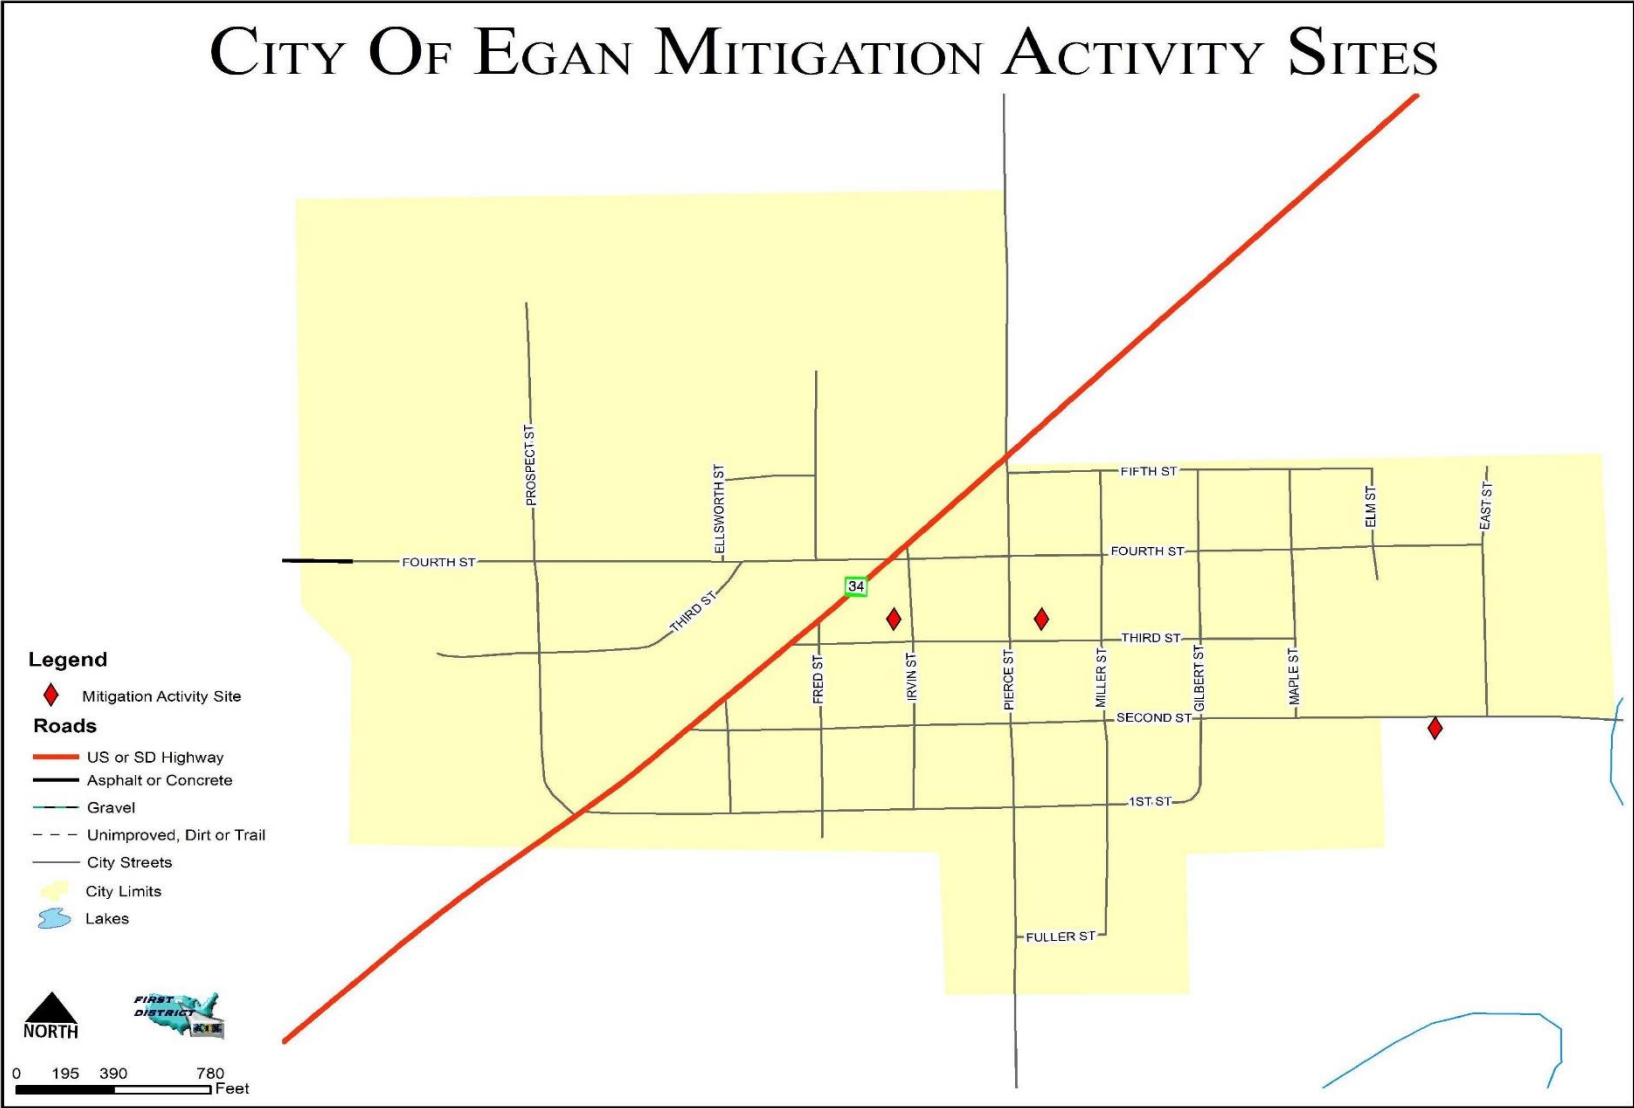 CITY OF EGAN MITIGATION ACTIVITY SITES
PROSPECT ST
ELLSWORTH ST
FIFTH ST
ELM ST
EAST ST
FOURTH ST
FOURTH ST
34
THIRD ST
THIRD ST
FRED ST
IRVIN ST
PIERCE ST
MILLER ST
GILBERT ST
MAPLE ST
SECOND ST
1ST ST
FULLER ST
Legend
Mitigation Activity Site
Roads
US or SD Highway
Asphalt or Concrete
Gravel
Unimproved, Dirt or Trail
City Streets
City Limits
Lakes
NORTH
FIRST
DISTRICT
0 195 390 780
Feet